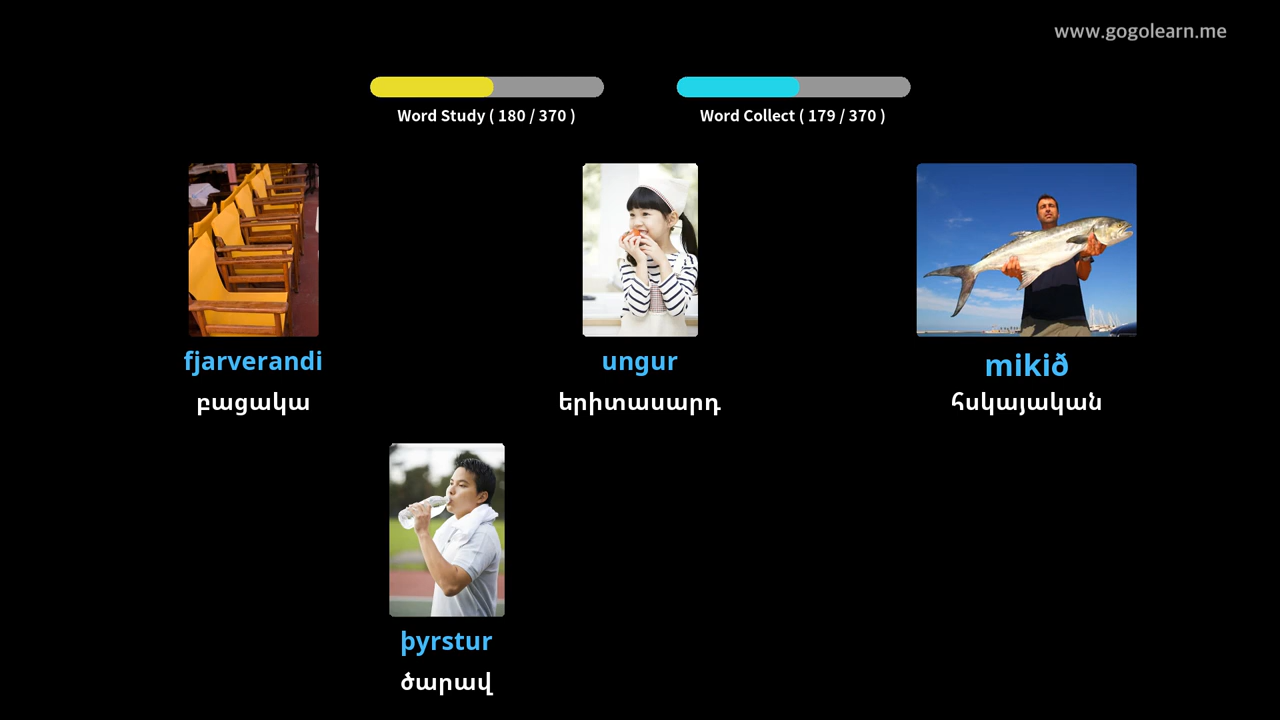 www.gogolearn.me
Word Study ( 180 / 370 )
Word Collect ( 179 / 370 )
fjarverandi
բացակա
ungur
երիտասարդ
mikið
հսկայական
þyrstur
ծարավ